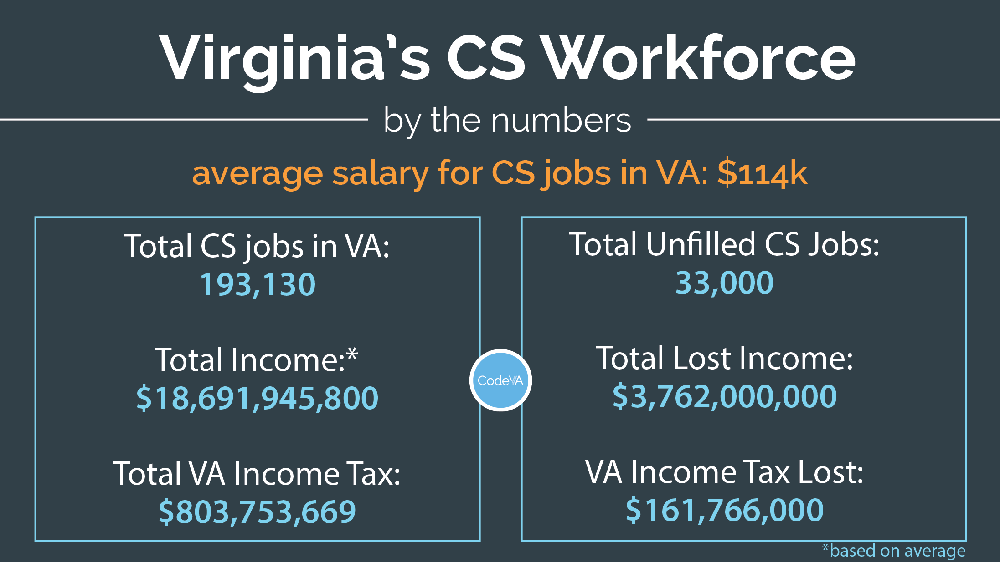 Virginia's CS Workforce
by the numbers
average salary for CS jobs in VA: $114k
Total CS jobs in VA:
193,130
Total Income:*
$18,691,945,800
Total VA Income Tax:
$803,753,669
CodeVA
Total Unfilled CS Jobs:
33,000
Total Lost Income:
$3,762,000,000
VA Income Tax Lost:
$161,766,000
*based on average